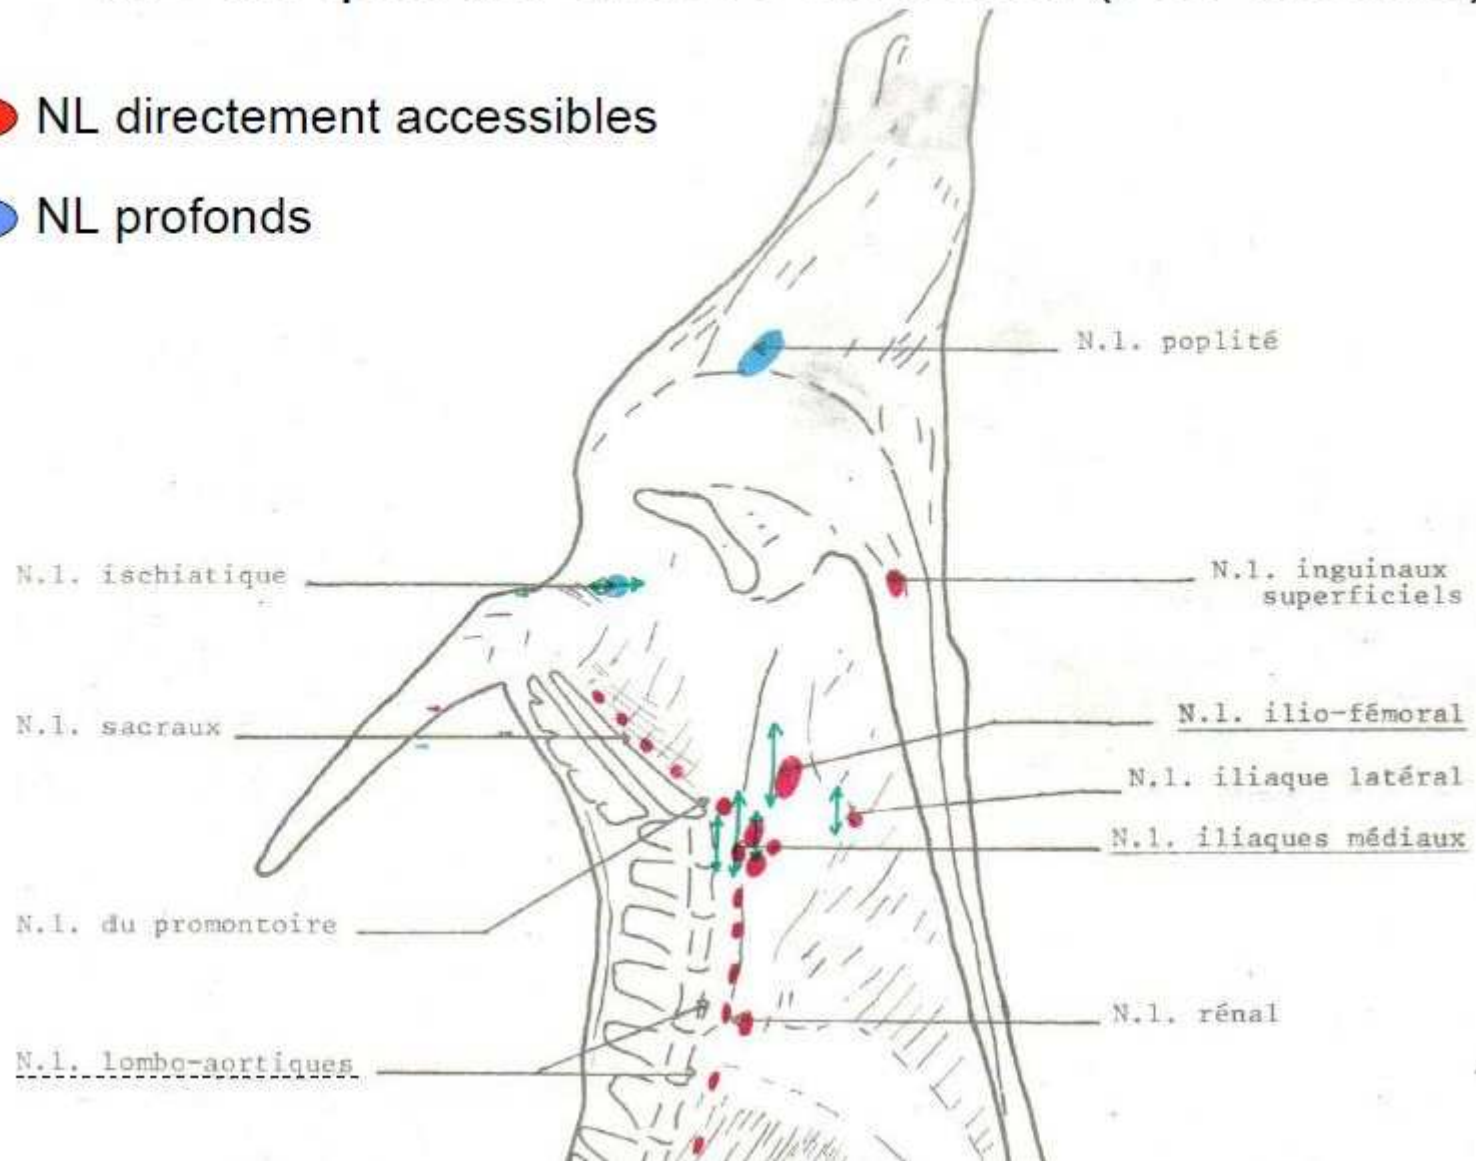 NL directement accessibles
NL profonds
N.l. poplité
N.l. ischiatique
N.l. inguinaux
superficiels
N.l. sacraux
N.l. ilio-fémoral
N.l. iliaque latéral
N.l. iliaques médiaux
N.l. du promontoire
N.l. rénal
N.l. lombo-aortiques